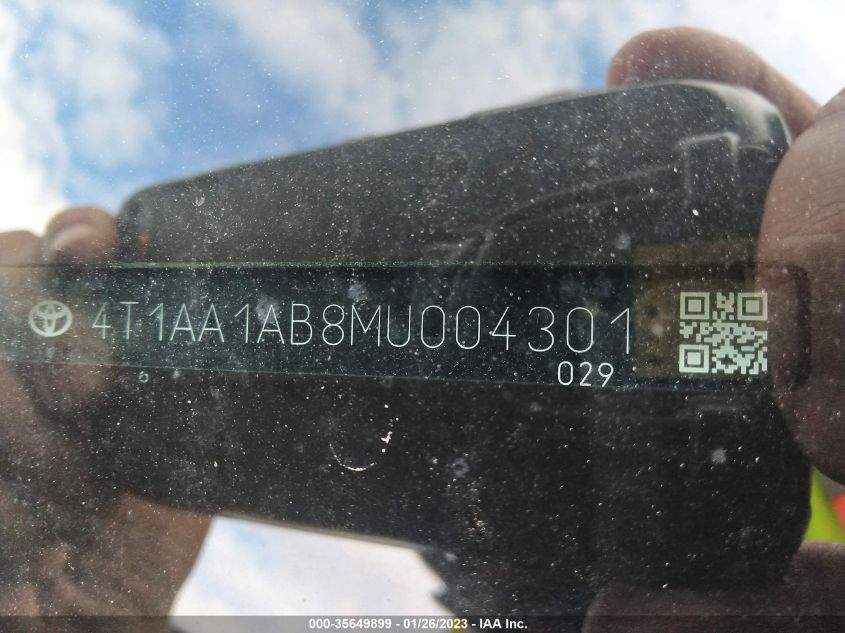 4T1AA1AB8MU004301
029
000-35649899 - 01/26/2023 - IAA Inc.